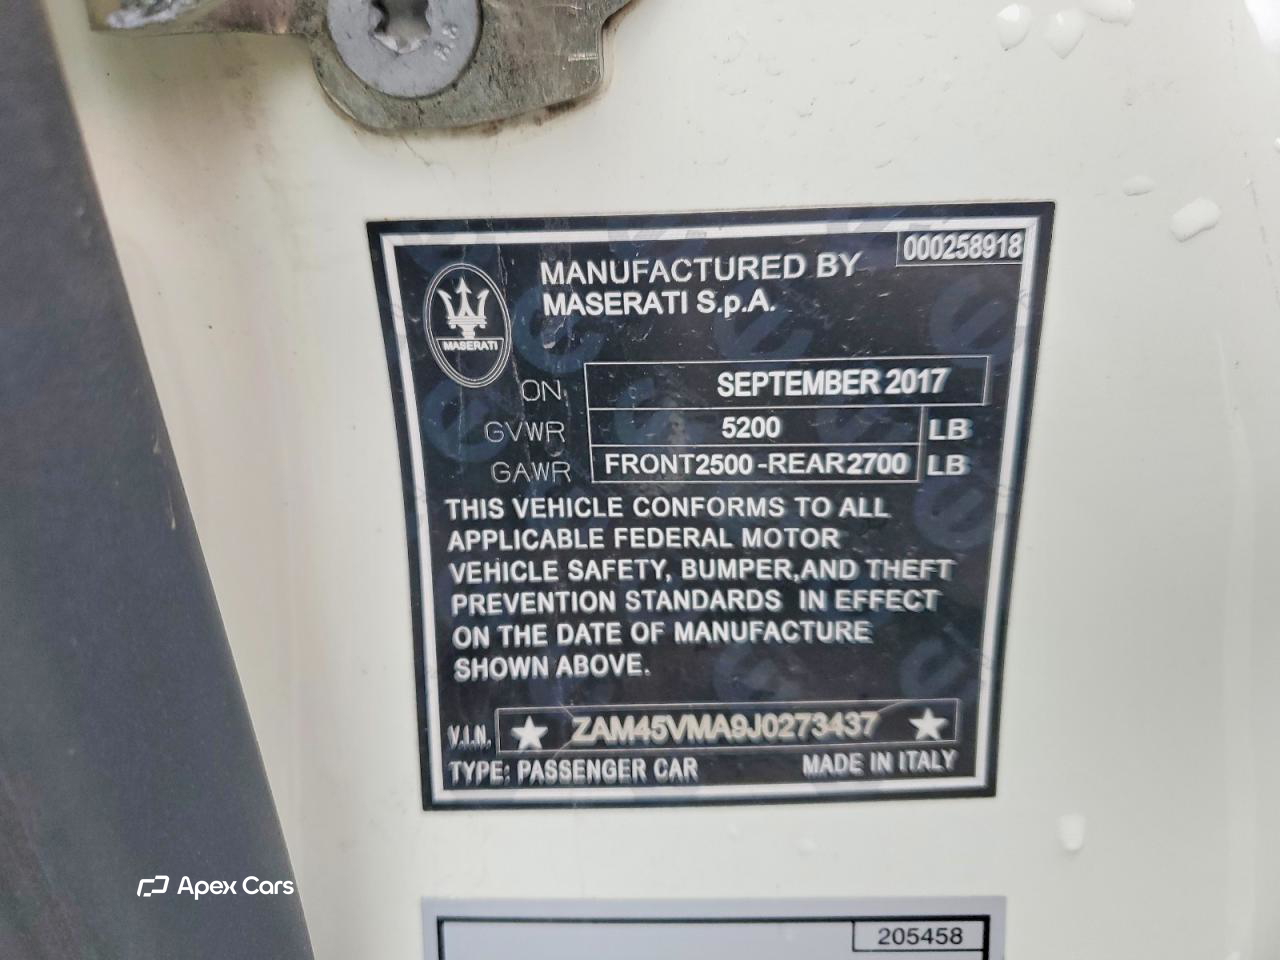 88
000258918
MANUFACTURED BY
MASERATI S.p.A.
MASERATI
ON SEPTEMBER 2017
GVWR 5200 LB
GAWR FRONT2500-REAR2700 LB
THIS VEHICLE CONFORMS TO ALL
APPLICABLE FEDERAL MOTOR
VEHICLE SAFETY, BUMPER,AND THEFT
PREVENTION STANDARDS IN EFFECT
ON THE DATE OF MANUFACTURE
SHOWN ABOVE.
V.I.N. ★ ZAM45VMA9J0273437 ★
TYPE: PASSENGER CAR MADE IN ITALY
Apex Cars
205458